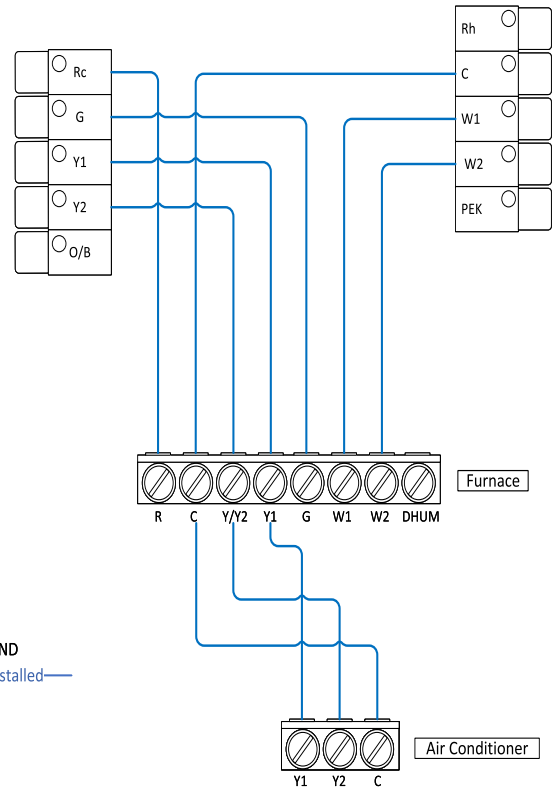 Rc
G
Y1
Y2
O/B
Rh
C
W1
W2
PEK
R C Y/Y2 Y1 G W1 W2 DHUM
Furnace
ND
stalled
Y1 Y2 C
Air Conditioner